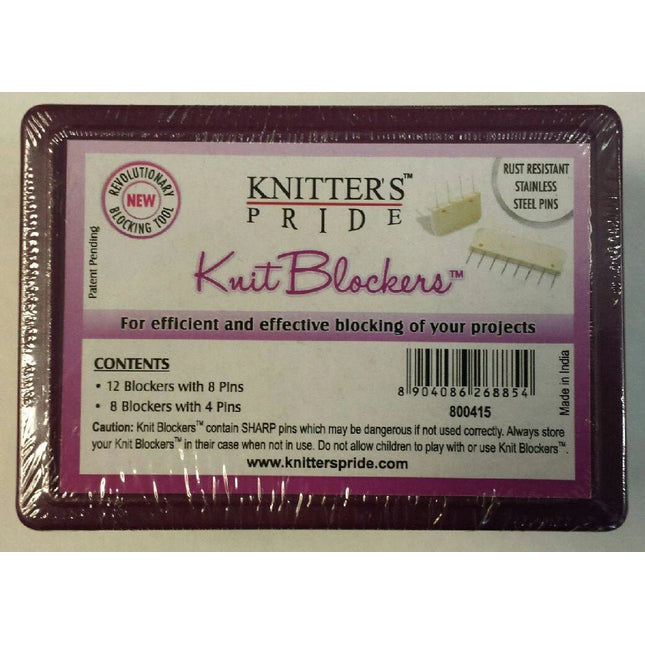 REVOLUTIONARY
NEW
BLOCKING TOOL
Patent Pending
KNITTER'S™
PRIDE
RUST RESISTANT
STAINLESS
STEEL PINS
Knit Blockers™
For efficient and effective blocking of your projects
CONTENTS
• 12 Blockers with 8 Pins
• 8 Blockers with 4 Pins
8 904086 268854
800415
Made in India
Caution: Knit Blockers™ contain SHARP pins which may be dangerous if not used correctly. Always store
your Knit Blockers™ in their case when not in use. Do not allow children to play with or use Knit Blockers™.
www.knitterspride.com